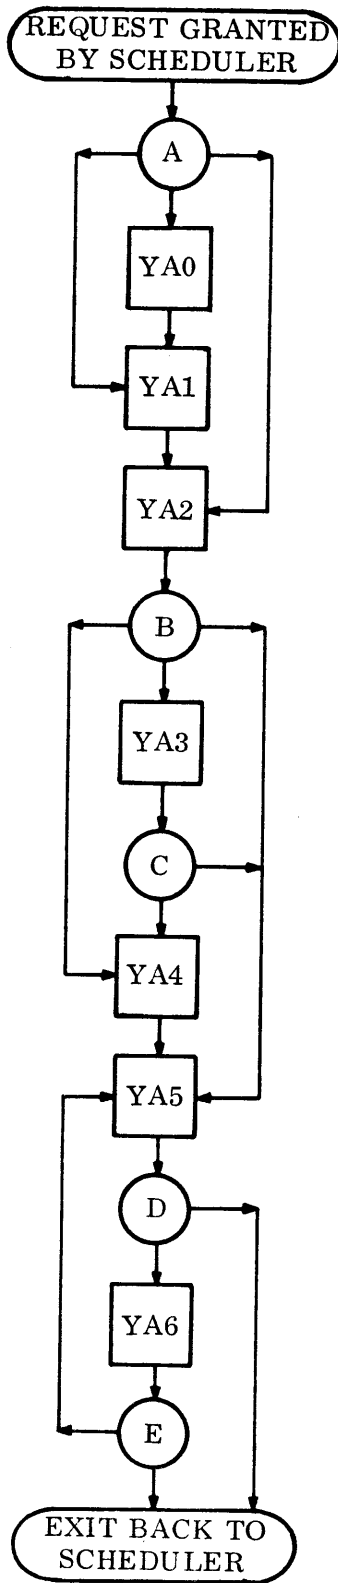 REQUEST GRANTED
BY SCHEDULER
A
YA0
YA1
YA2
B
YA3
C
YA4
YA5
D
YA6
E
EXIT BACK TO
SCHEDULER